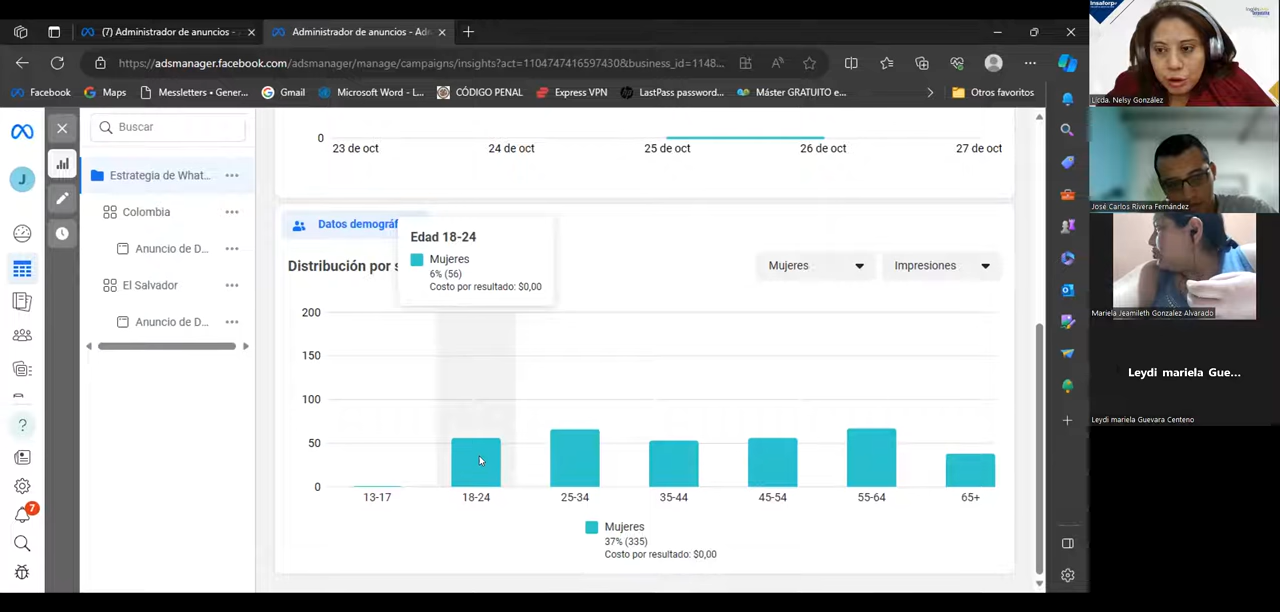 (7) Administrador de anuncios -
Administrador de anuncios - Adr
https://adsmanager.facebook.com/adsmanager/manage/campaigns/insights?act=1104747416597430&business_id=1148...
Facebook
Maps
Messletters • Gener...
Gmail
Microsoft Word – L...
CÓDIGO PENAL
Express VPN
LastPass password...
Máster GRATUITO e...
Otros favoritos
Buscar
Estrategia de What...
Colombia
Anuncio de D...
El Salvador
Anuncio de D...
J
7
0
23 de oct
24 de oct
25 de oct
26 de oct
27 de oct
Datos demográf
Edad 18-24
Mujeres
6% (56)
Costo por resultado: $0,00
Distribución por s
Mujeres
Impresiones
200
150
100
50
0
13-17
18-24
25-34
35-44
45-54
55-64
65+
Mujeres
37% (335)
Costo por resultado: $0,00
Insaforp
Licda. Nelsy González
José Carlos Rivera Fernández
Mariela Jeamileth Gonzalez Alvarado
Leydi mariela Gue...
Leydi mariela Guevara Centeno